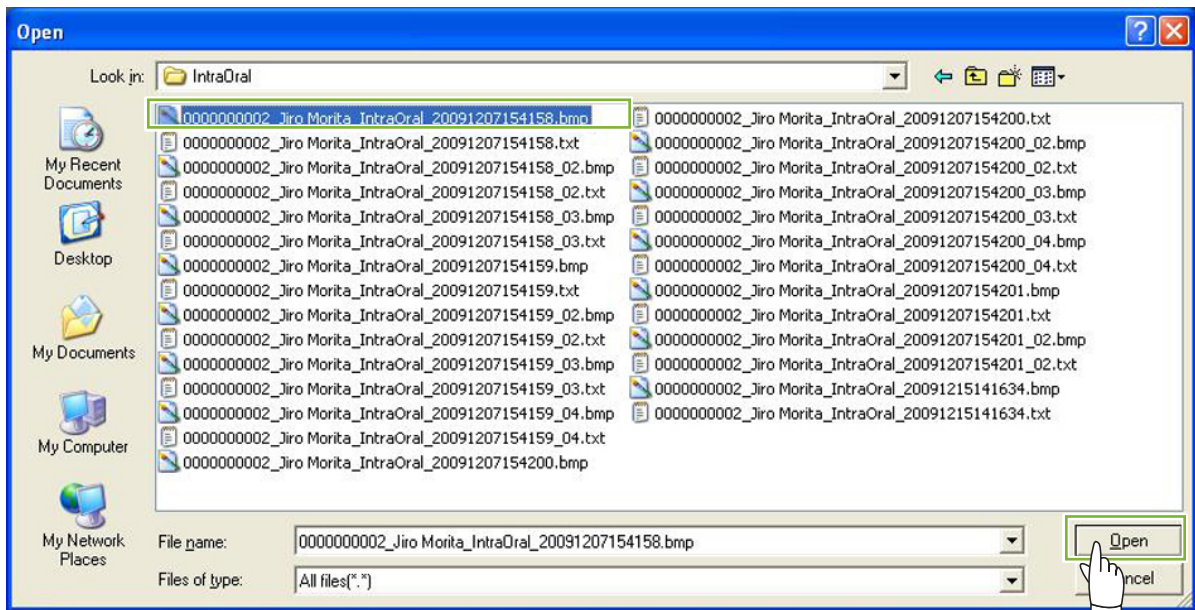 Open
Look in: IntraOral
My Recent
Documents
Desktop
My Documents
My Computer
My Network
Places
0000000002_Jiro Morita_IntraOral_20091207154158.bmp
0000000002_Jiro Morita_IntraOral_20091207154158.txt
0000000002_Jiro Morita_IntraOral_20091207154158_02.bmp
0000000002_Jiro Morita_IntraOral_20091207154158_02.txt
0000000002_Jiro Morita_IntraOral_20091207154158_03.bmp
0000000002_Jiro Morita_IntraOral_20091207154158_03.txt
0000000002_Jiro Morita_IntraOral_20091207154159.bmp
0000000002_Jiro Morita_IntraOral_20091207154159.txt
0000000002_Jiro Morita_IntraOral_20091207154159_02.bmp
0000000002_Jiro Morita_IntraOral_20091207154159_02.txt
0000000002_Jiro Morita_IntraOral_20091207154159_03.bmp
0000000002_Jiro Morita_IntraOral_20091207154159_03.txt
0000000002_Jiro Morita_IntraOral_20091207154159_04.bmp
0000000002_Jiro Morita_IntraOral_20091207154159_04.txt
0000000002_Jiro Morita_IntraOral_20091207154200.bmp
0000000002_Jiro Morita_IntraOral_20091207154200.txt
0000000002_Jiro Morita_IntraOral_20091207154200_02.bmp
0000000002_Jiro Morita_IntraOral_20091207154200_02.txt
0000000002_Jiro Morita_IntraOral_20091207154200_03.bmp
0000000002_Jiro Morita_IntraOral_20091207154200_03.txt
0000000002_Jiro Morita_IntraOral_20091207154200_04.bmp
0000000002_Jiro Morita_IntraOral_20091207154200_04.txt
0000000002_Jiro Morita_IntraOral_20091207154201.bmp
0000000002_Jiro Morita_IntraOral_20091207154201.txt
0000000002_Jiro Morita_IntraOral_20091207154201_02.bmp
0000000002_Jiro Morita_IntraOral_20091207154201_02.txt
0000000002_Jiro Morita_IntraOral_20091215141634.bmp
0000000002_Jiro Morita_IntraOral_20091215141634.txt
File name: 0000000002_Jiro Morita_IntraOral_20091207154158.bmp Open
Files of type: All files(*.*)